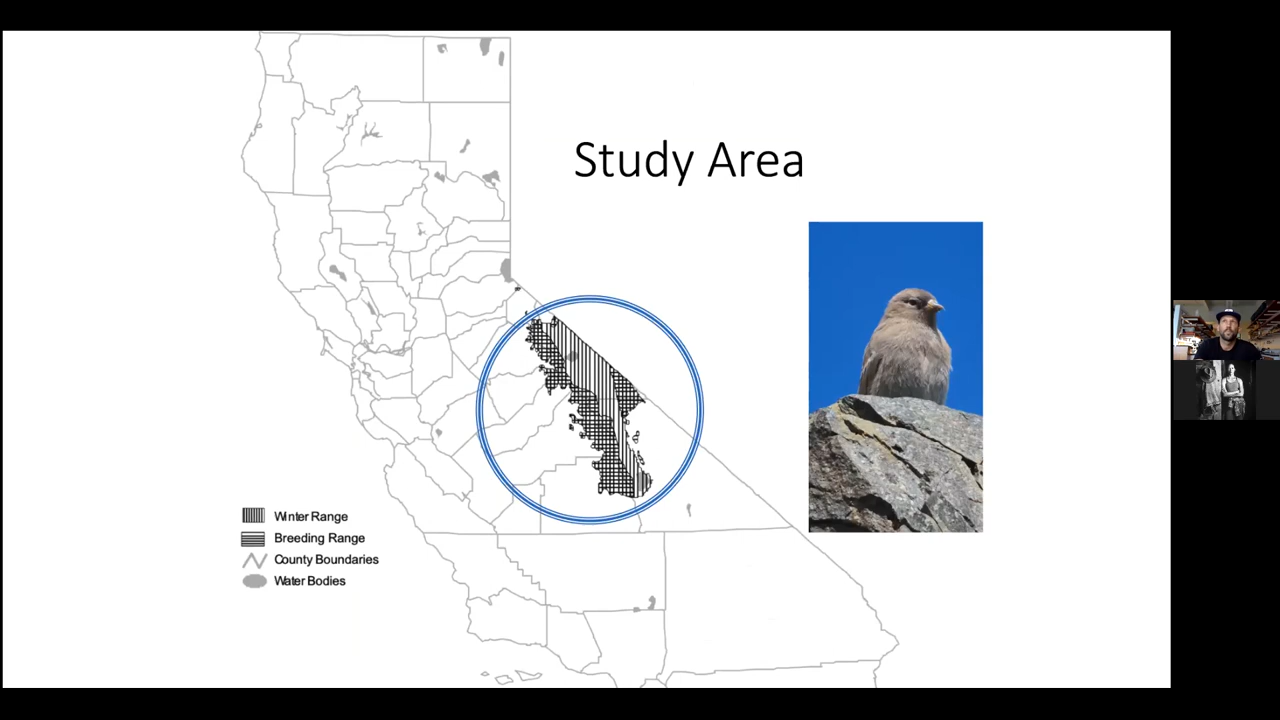 Study Area
Winter Range
Breeding Range
County Boundaries
Water Bodies